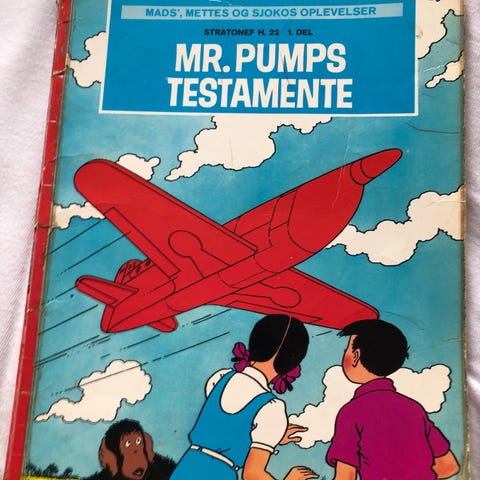 MADS', METTES OG SJOKOS OPLEVELSER
STRATONEF H. 22 1. DEL
MR. PUMPS
TESTAMENTE